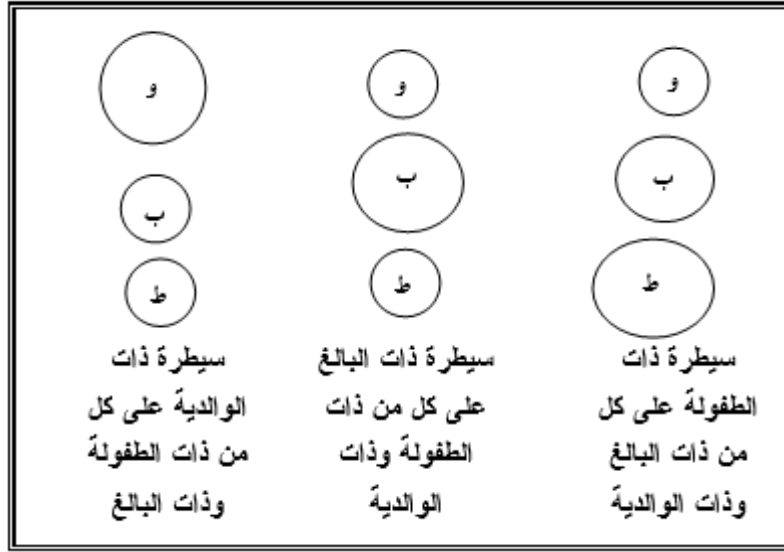 و
ب
ط
سيطرة ذات
الطفولة على كل
من ذات البالغ
وذات الوالدية
و
ب
ط
سيطرة ذات البالغ
على كل من ذات
الطفولة وذات
الوالدية
و
ب
ط
سيطرة ذات
الوالدية على كل
من ذات الطفولة
وذات البالغ